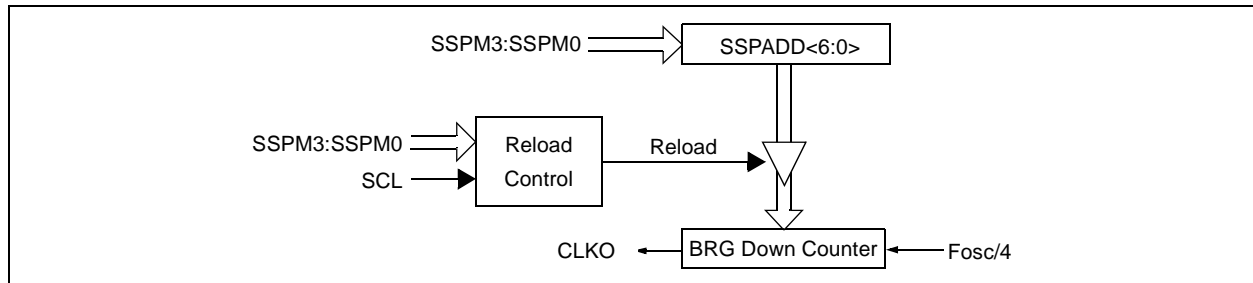 SSPM3:SSPM0
SSPADD<6:0>
SSPM3:SSPM0
SCL
Reload
Control
Reload
CLKO
BRG Down Counter
Fosc/4